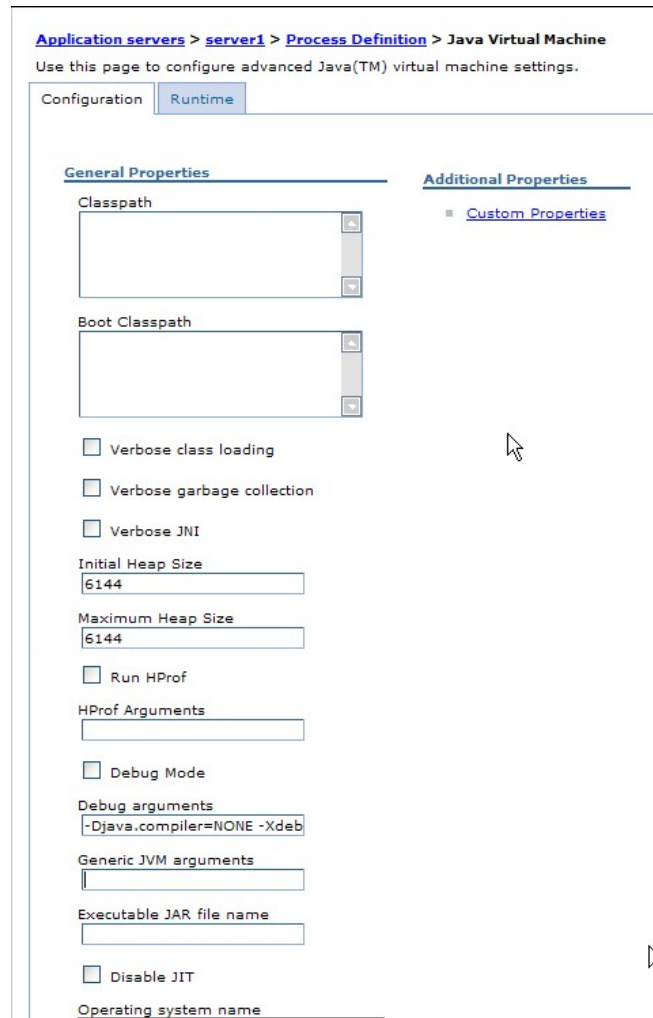 Application servers > server1 > Process Definition > Java Virtual Machine
Use this page to configure advanced Java(TM) virtual machine settings.
Configuration Runtime
General Properties
Additional Properties
Classpath
Custom Properties
Boot Classpath
Verbose class loading
Verbose garbage collection
Verbose JNI
Initial Heap Size
6144
Maximum Heap Size
6144
Run HProf
HProf Arguments
Debug Mode
Debug arguments
-Djava.compiler=NONE -Xdeb
Generic JVM arguments
Executable JAR file name
Disable JIT
Operating system name